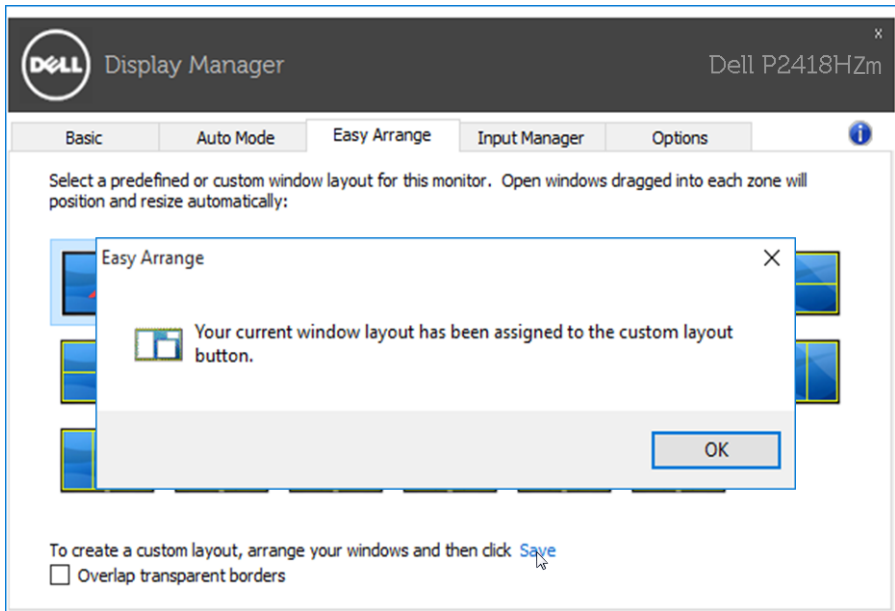 x
DELL Display Manager
Dell P2418HZm
Basic Auto Mode Easy Arrange Input Manager Options i
Select a predefined or custom window layout for this monitor. Open windows dragged into each zone will
position and resize automatically:
Easy Arrange
Your current window layout has been assigned to the custom layout
button.
OK
To create a custom layout, arrange your windows and then click Save
Overlap transparent borders